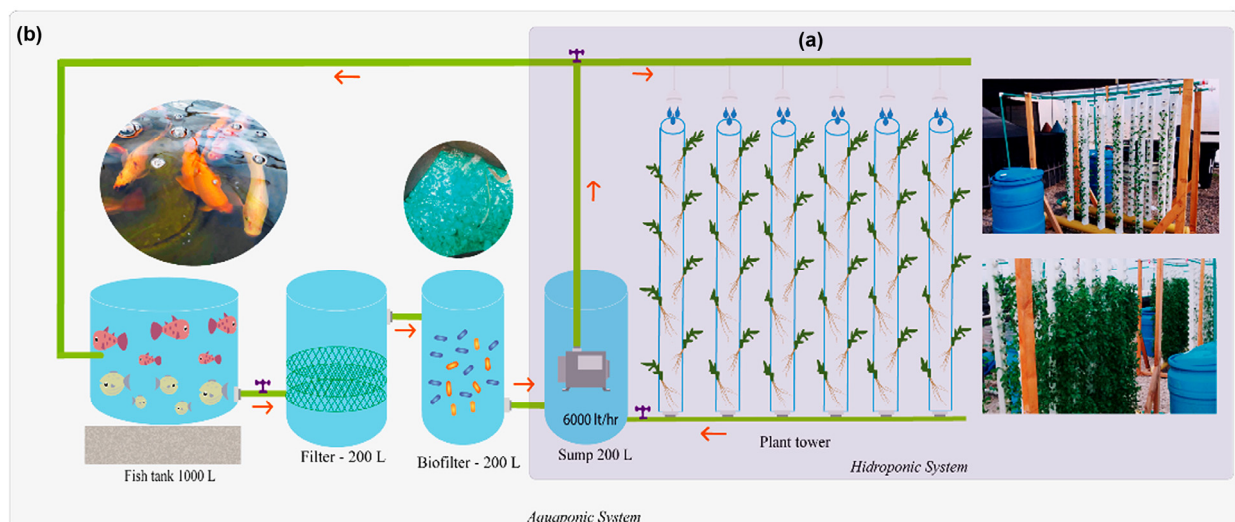 (b)
(a)
6000 lt/hr
Plant tower
Filter - 200 L
Biofilter - 200 L
Sump 200 L
Hidroponic System
Fish tank 1000 L
Aquaponic System